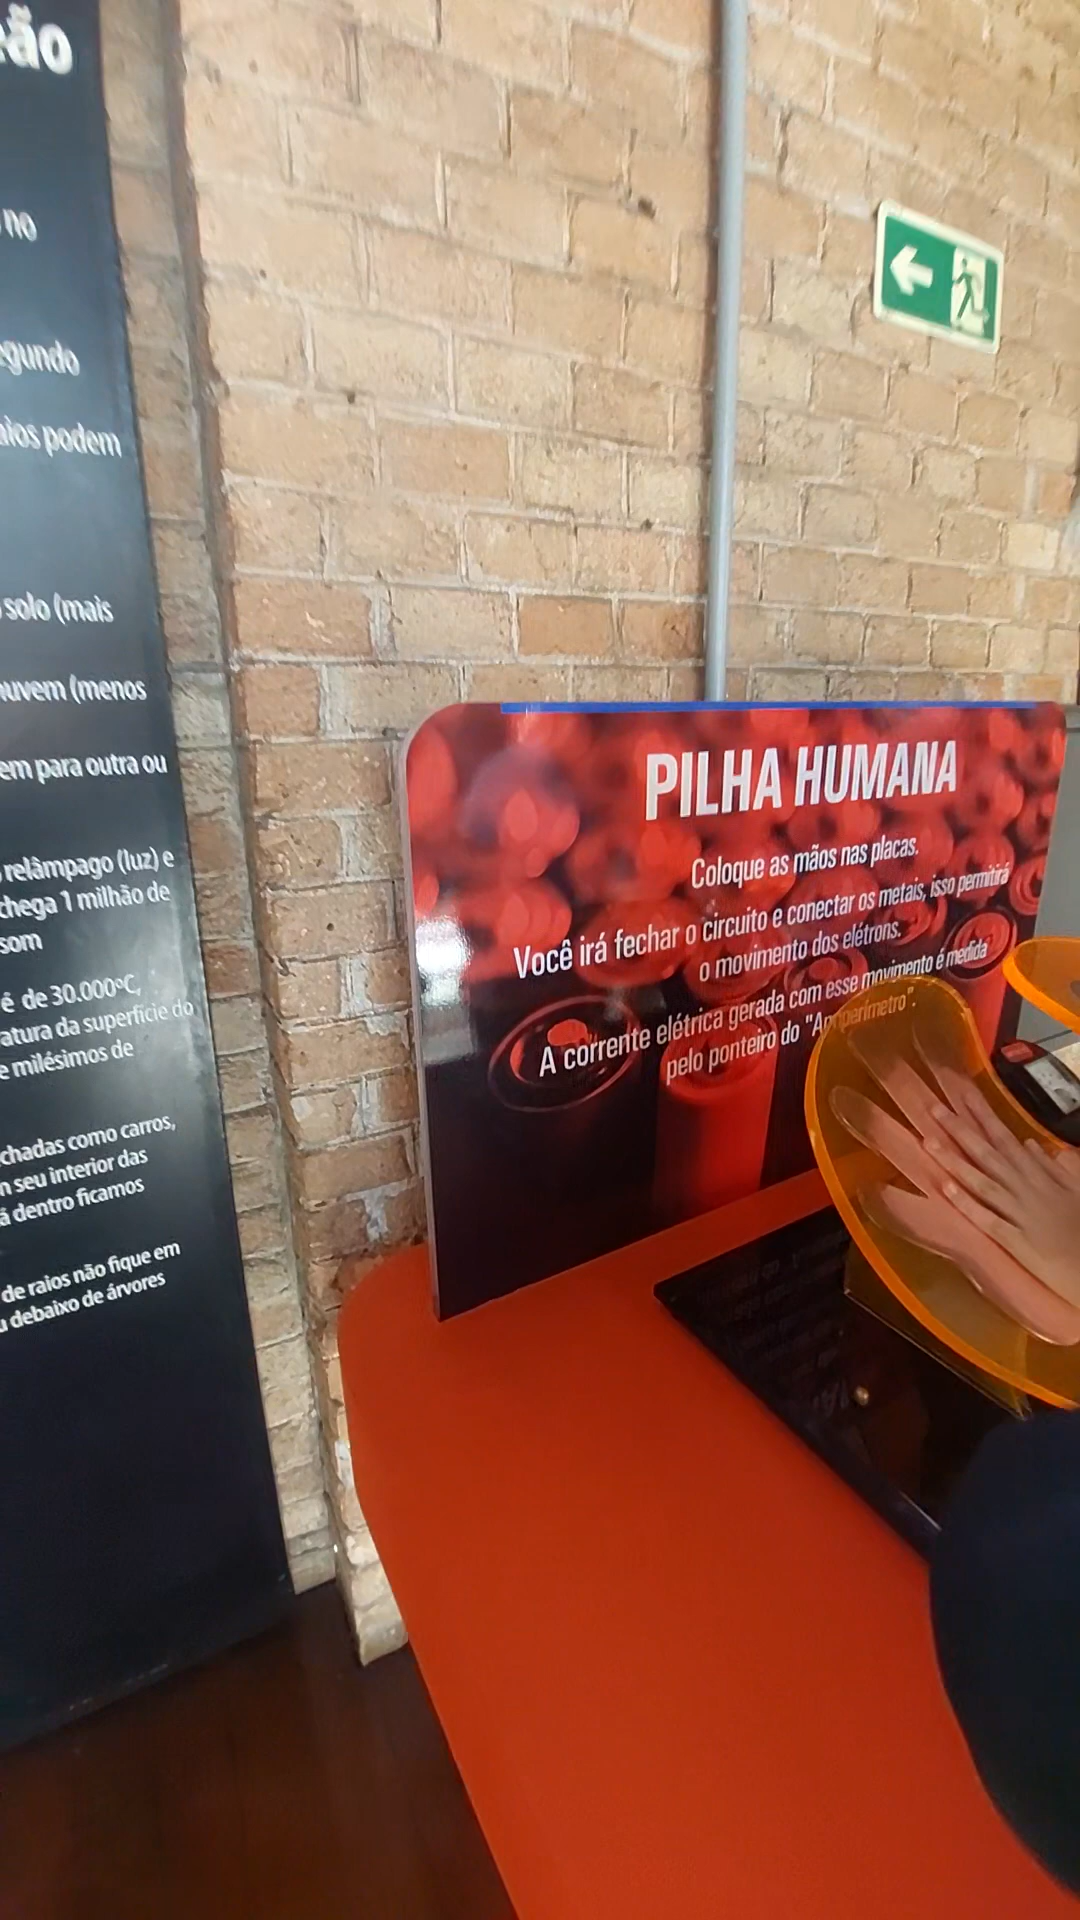 no
egundo
podem
solo (mais
(menos
em para outra ou
relâmpago (luz) e
chega 1 milhão de
som
é de 30.000ºC,
atura da superfície do
e milésimos de
chadas como carros,
seu interior das
dentro ficamos
de raios não fique em
debaixo de árvores
PILHA HUMANA
Coloque as mãos nas placas.
Você irá fechar o circuito e conectar os metais, isso permitirá
o movimento dos elétrons.
A corrente elétrica gerada com esse movimento é medida
pelo ponteiro do "Amperímetro".